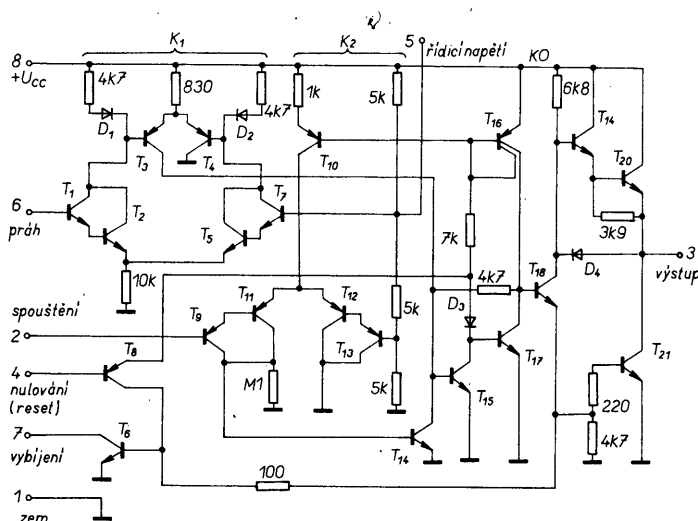 a)
K1
K2
5
řídicí napětí
8
+Ucc
4k7
830
4k7
1k
5k
KO
6k8
D1
D2
T3
T4
T10
T16
T14
T20
T1
T2
T7
T5
6
práh
10k
7k
3k9
D4
3
výstup
4k7
T18
spouštění
2
T9
T11
T12
T13
5k
D3
T17
T8
4
nulování
(reset)
M1
5k
T15
T21
220
4k7
7
vybíjení
T6
T14
100
1
zem